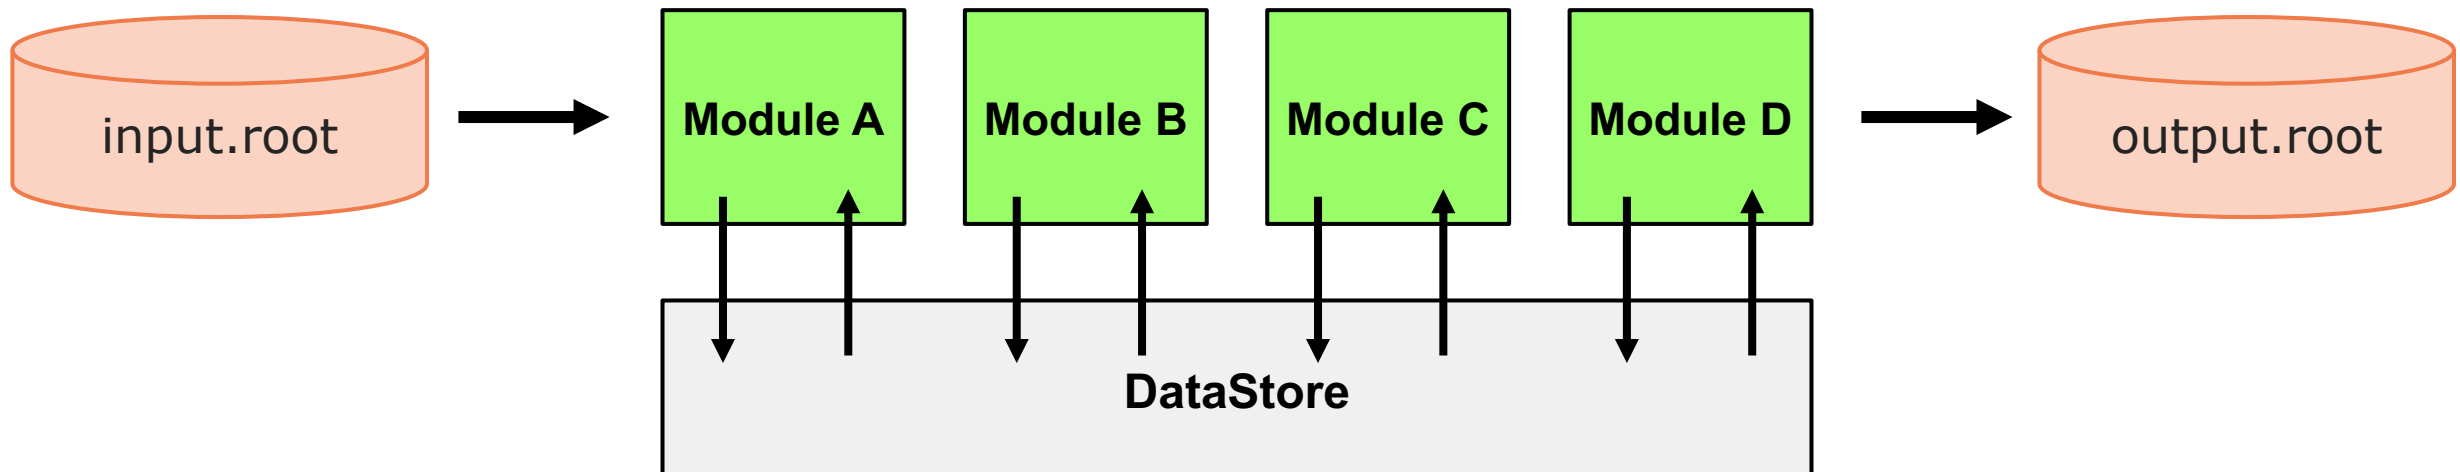 input.root
Module A
Module B
Module C
Module D
output.root
DataStore